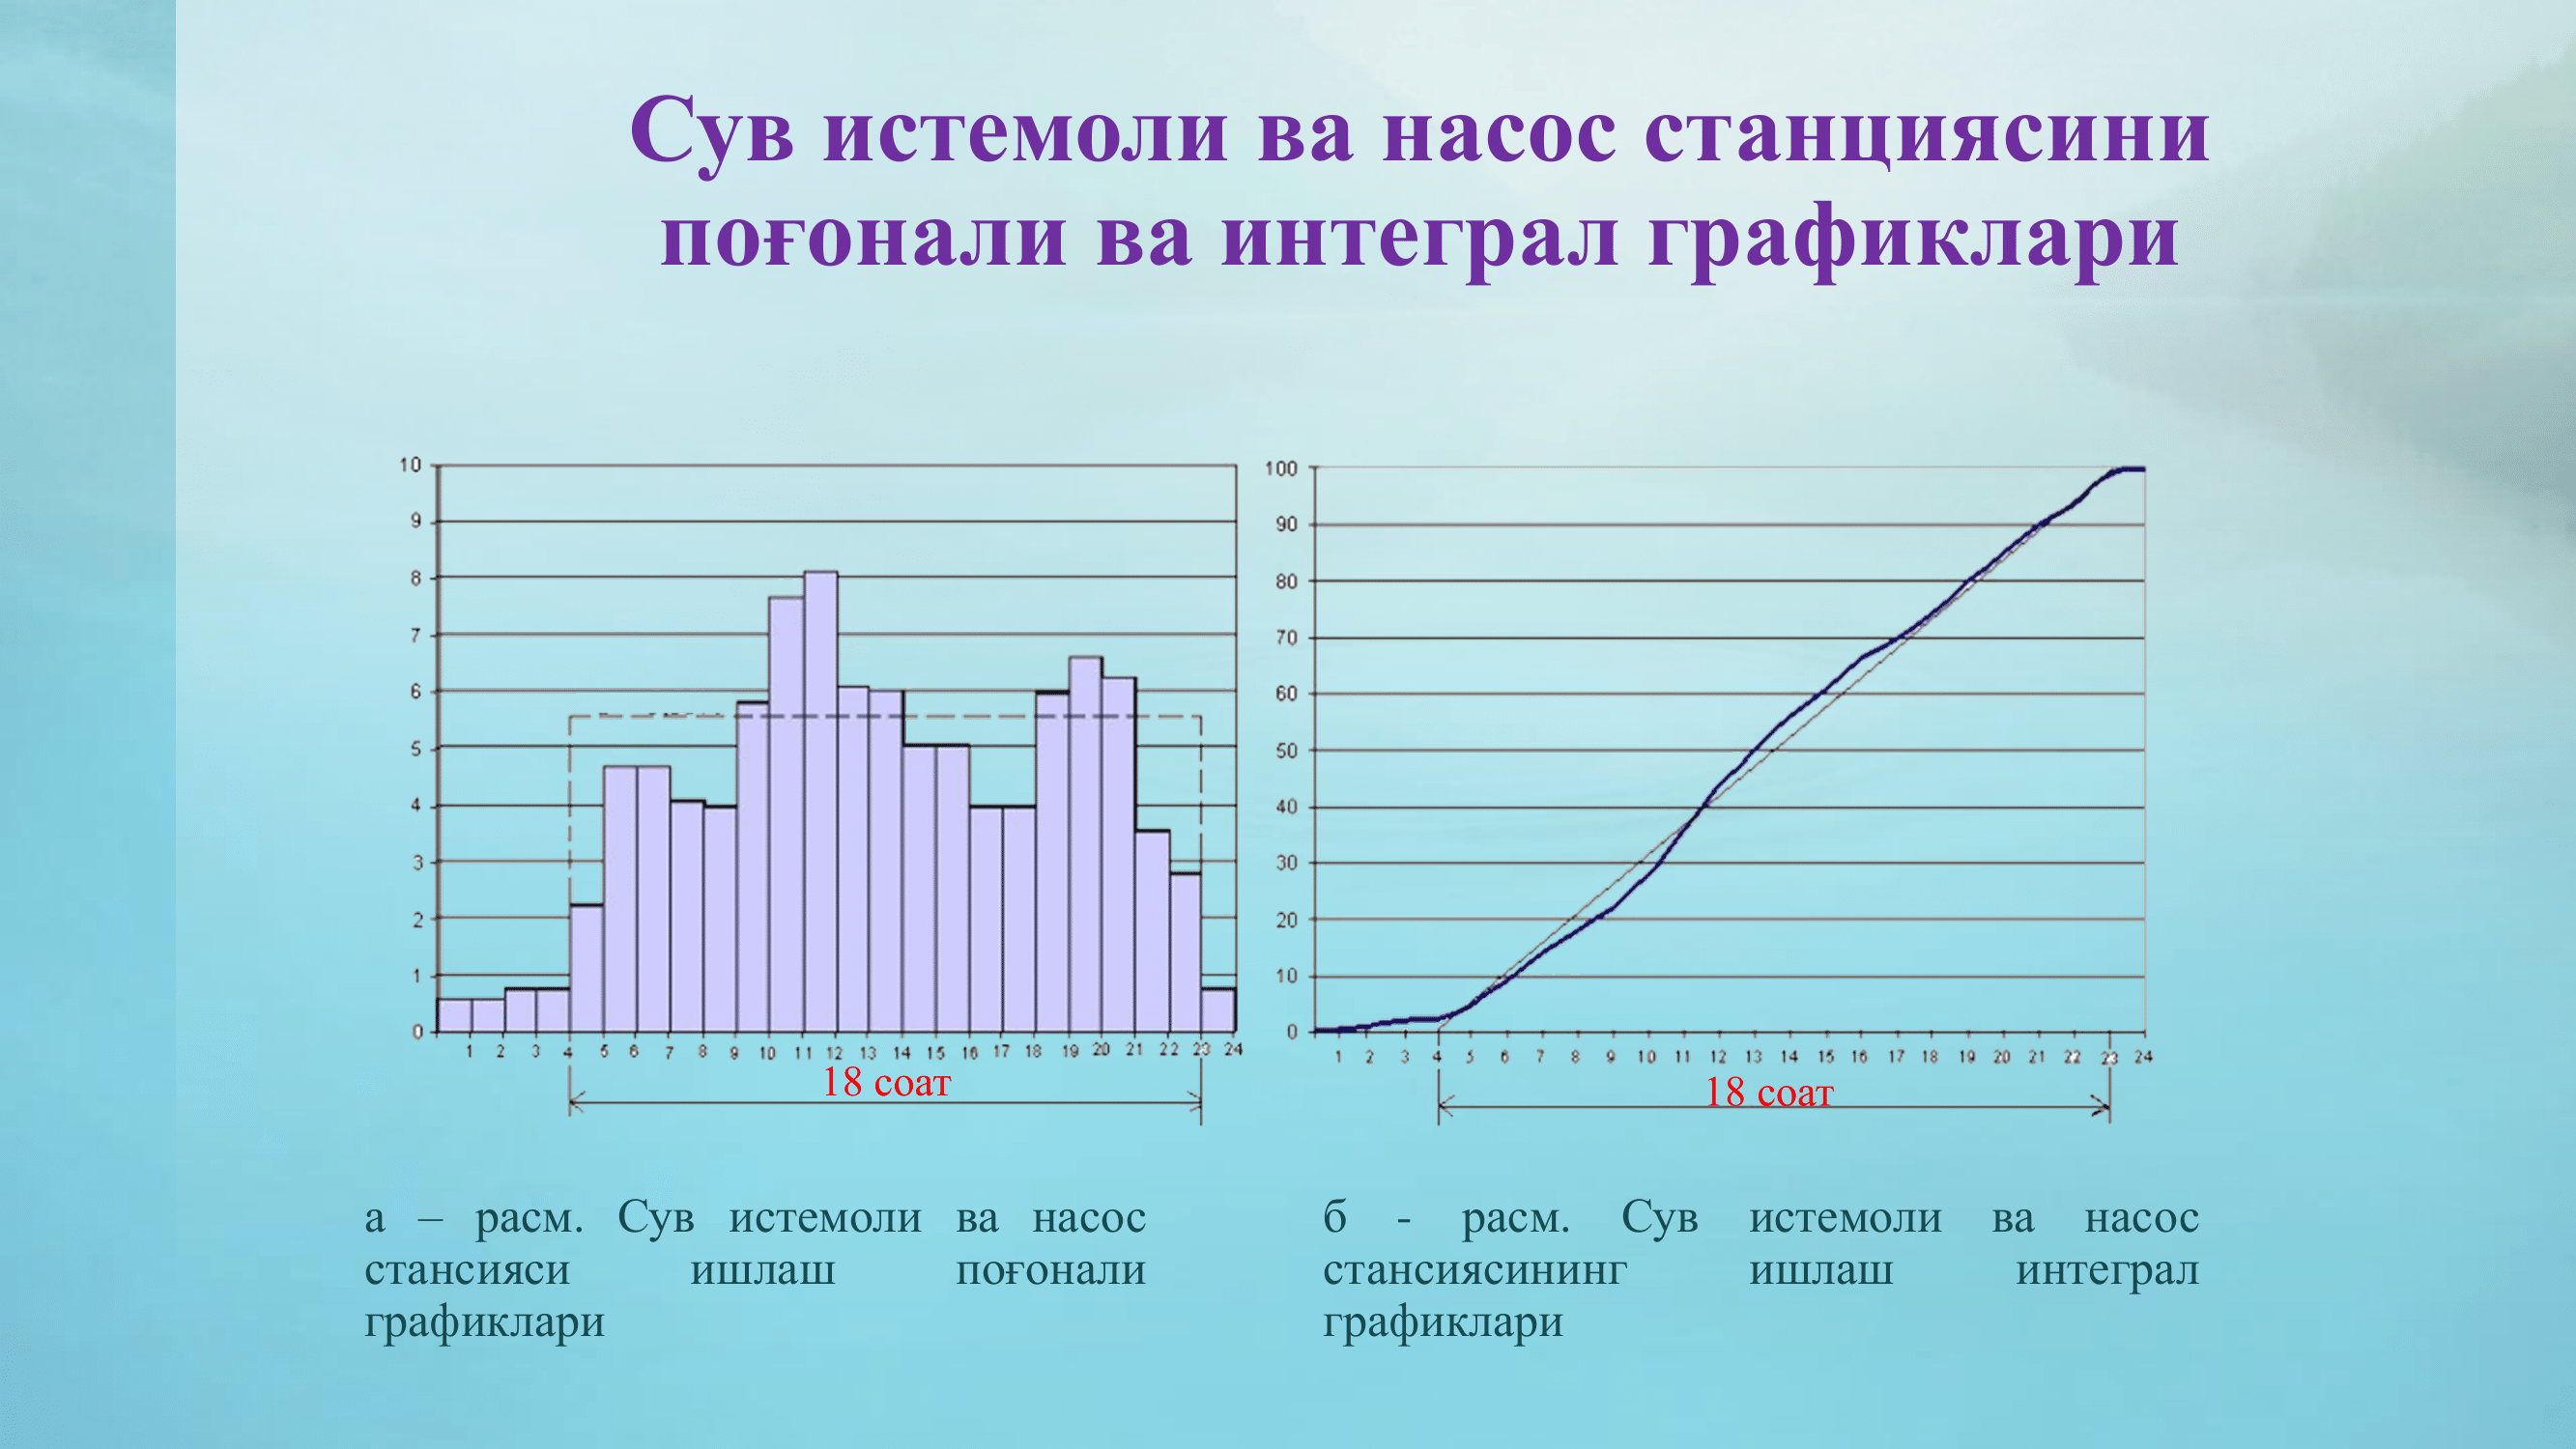 Сув истемоли ва насос станциясини
поғонали ва интеграл графиклари
10
9
8
7
6
5
4
3
2
1
0
1 2 3 4 5 6 7 8 9 10 11 12 13 14 15 16 17 18 19 20 21 22 23 24
18 соат
100
90
80
70
60
50
40
30
20
10
0
1 2 3 4 5 6 7 8 9 10 11 12 13 14 15 16 17 18 19 20 21 22 23 24
18 соат
а – расм. Сув истемоли ва насос
стансияси ишлаш поғонали
графиклари
б - расм. Сув истемоли ва насос
стансиясининг ишлаш интеграл
графиклари